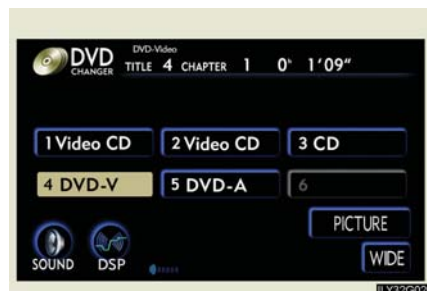 DVD-Video
DVD CHANGER TITLE 4 CHAPTER 1 0ʰ 1'09"
1 Video CD 2 Video CD 3 CD
4 DVD-V 5 DVD-A 6
PICTURE
SOUND DSP WIDE